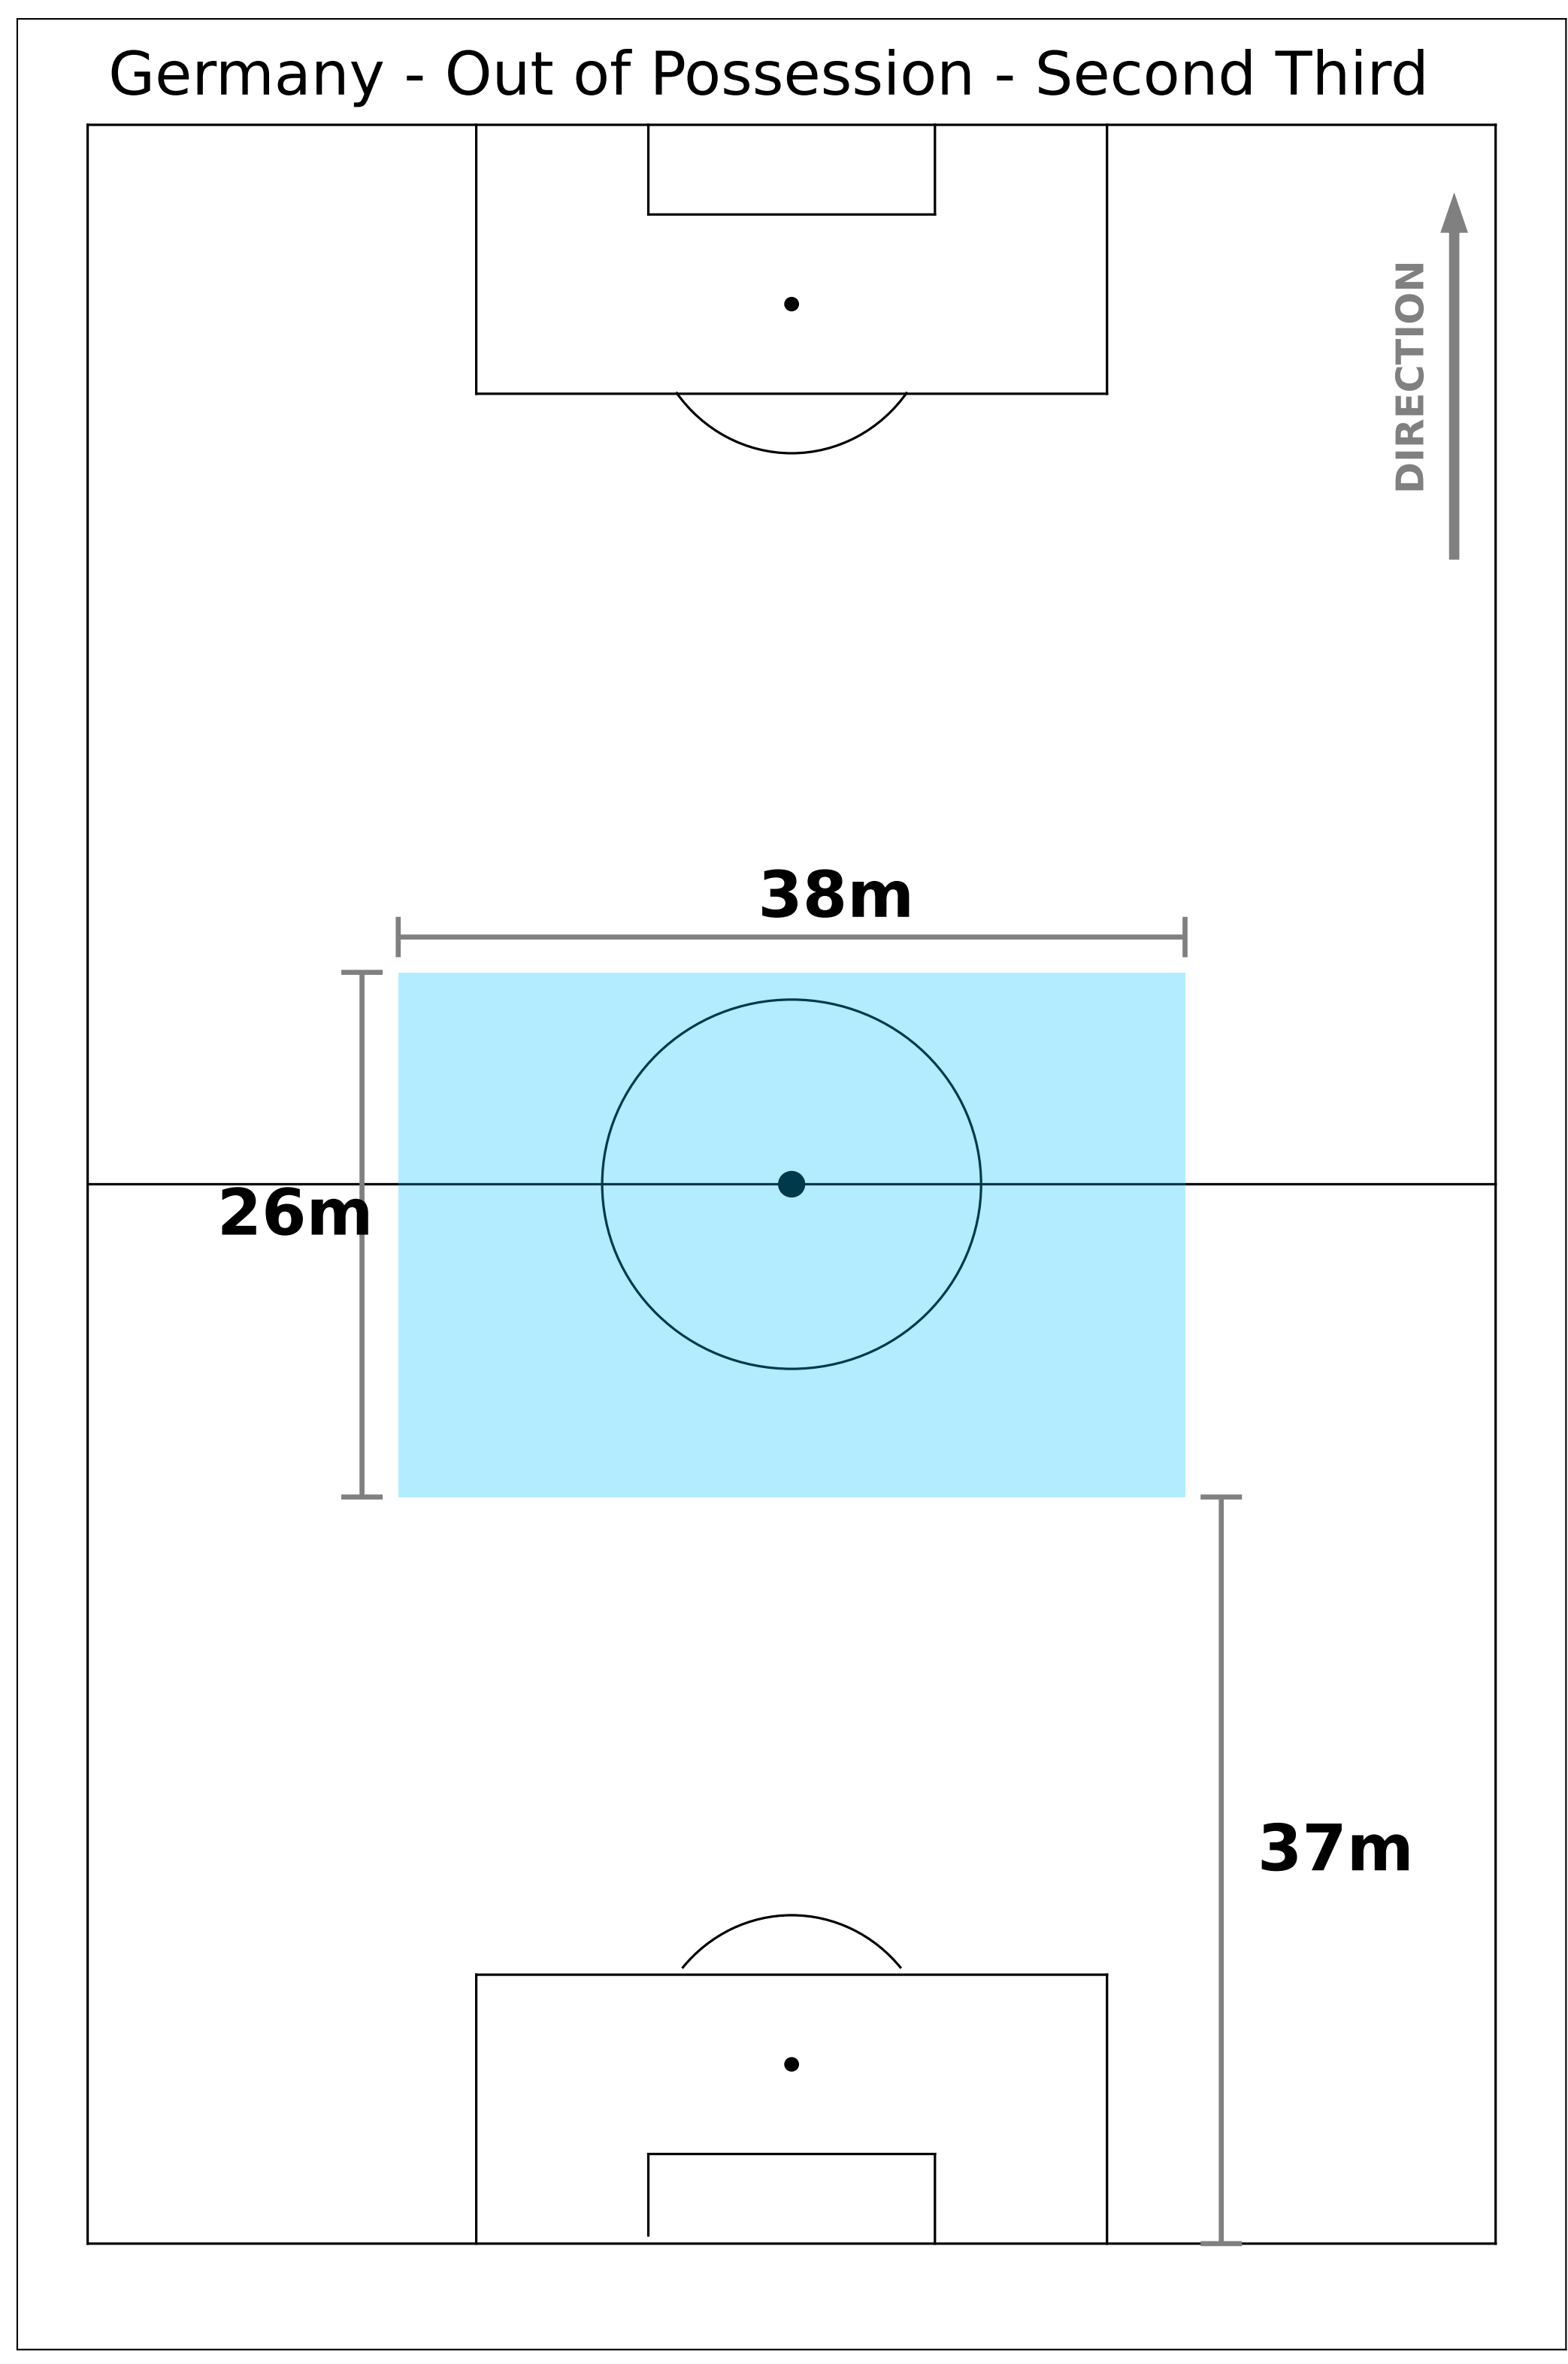 Germany - Out of Possession - Second Third
DIRECTION
38m
26m
37m